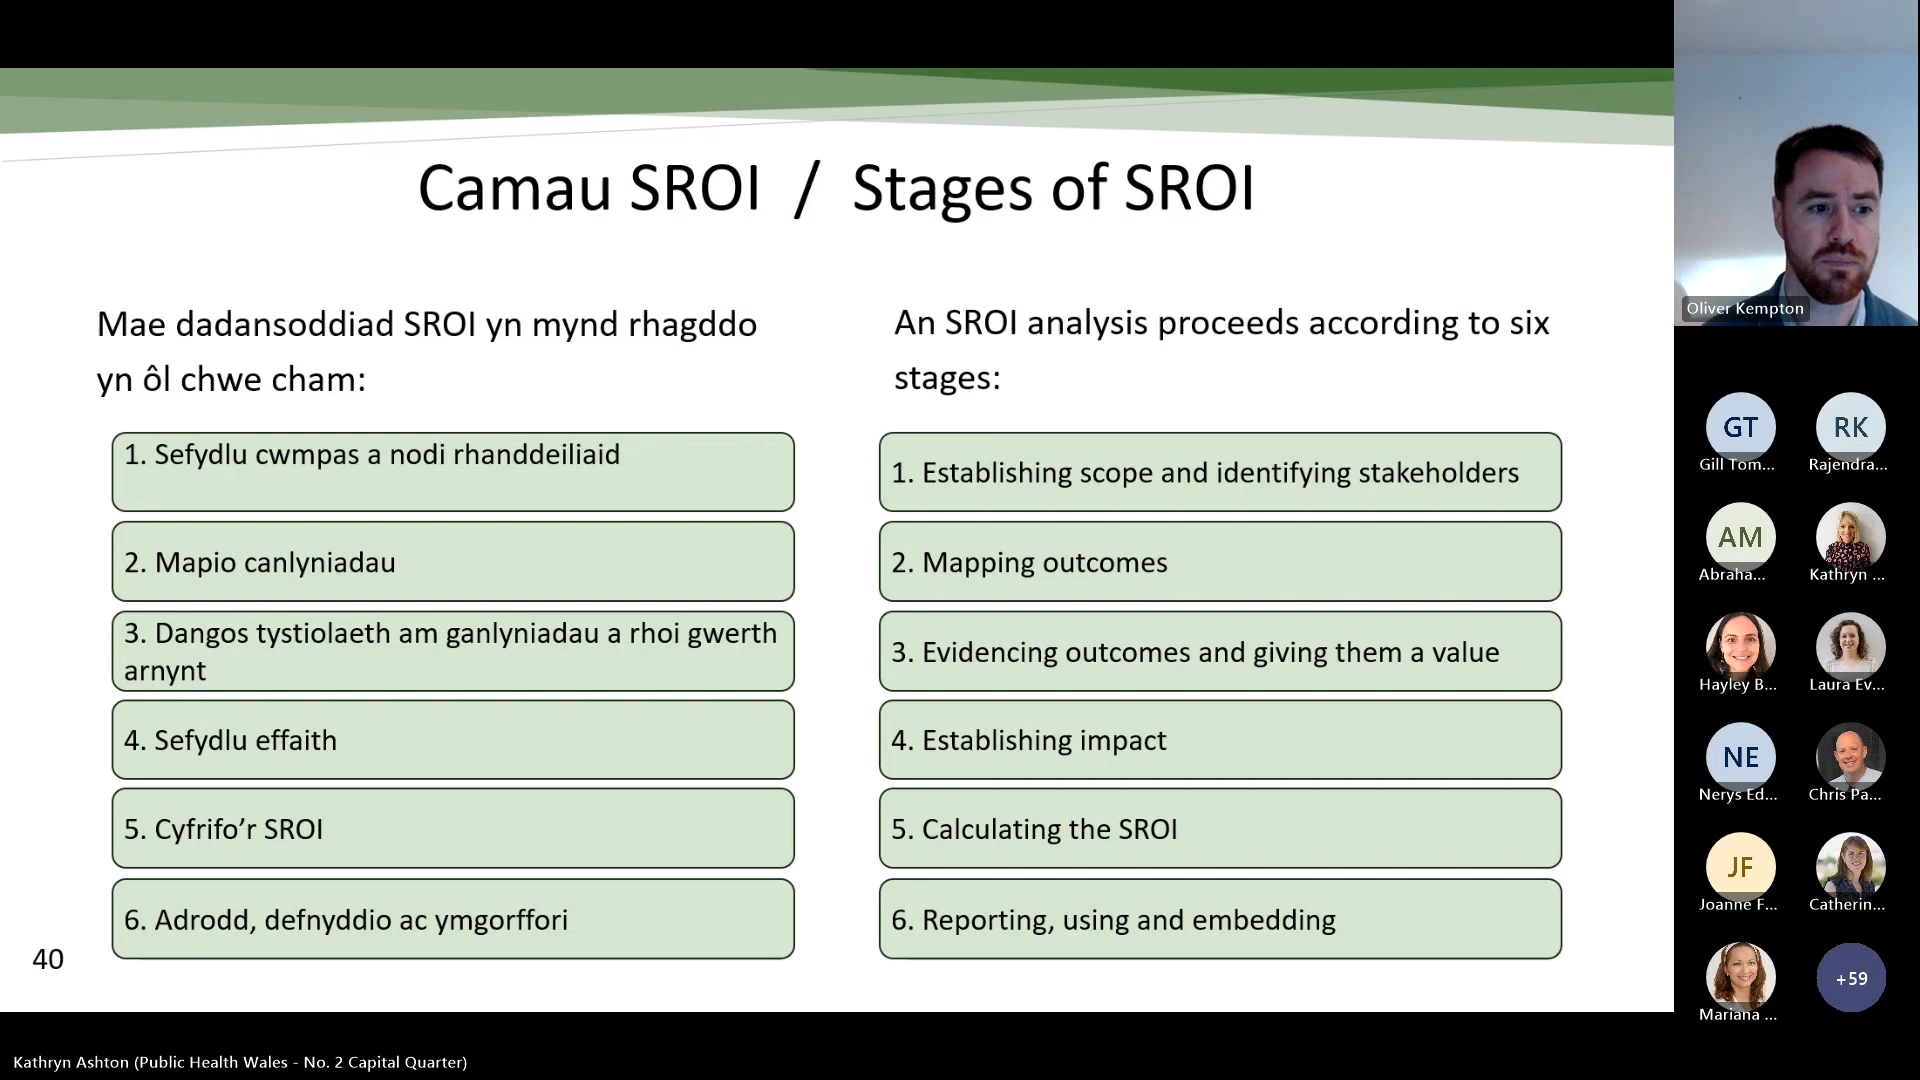 Camau SROI / Stages of SROI
Mae dadansoddiad SROI yn mynd rhagddo
yn ôl chwe cham:
1. Sefydlu cwmpas a nodi rhanddeiliaid
2. Mapio canlyniadau
3. Dangos tystiolaeth am ganlyniadau a rhoi gwerth
arnynt
4. Sefydlu effaith
5. Cyfrifo’r SROI
6. Adrodd, defnyddio ac ymgorffori
An SROI analysis proceeds according to six
stages:
1. Establishing scope and identifying stakeholders
2. Mapping outcomes
3. Evidencing outcomes and giving them a value
4. Establishing impact
5. Calculating the SROI
6. Reporting, using and embedding
40
Oliver Kempton
GT
Gill Tom...
RK
Rajendra...
AM
Abraha...
Kathryn ...
Hayley B...
Laura Ev...
NE
Nerys Ed...
Chris Pa...
JF
Joanne F...
Catherin...
Mariana ...
+59
Kathryn Ashton (Public Health Wales - No. 2 Capital Quarter)